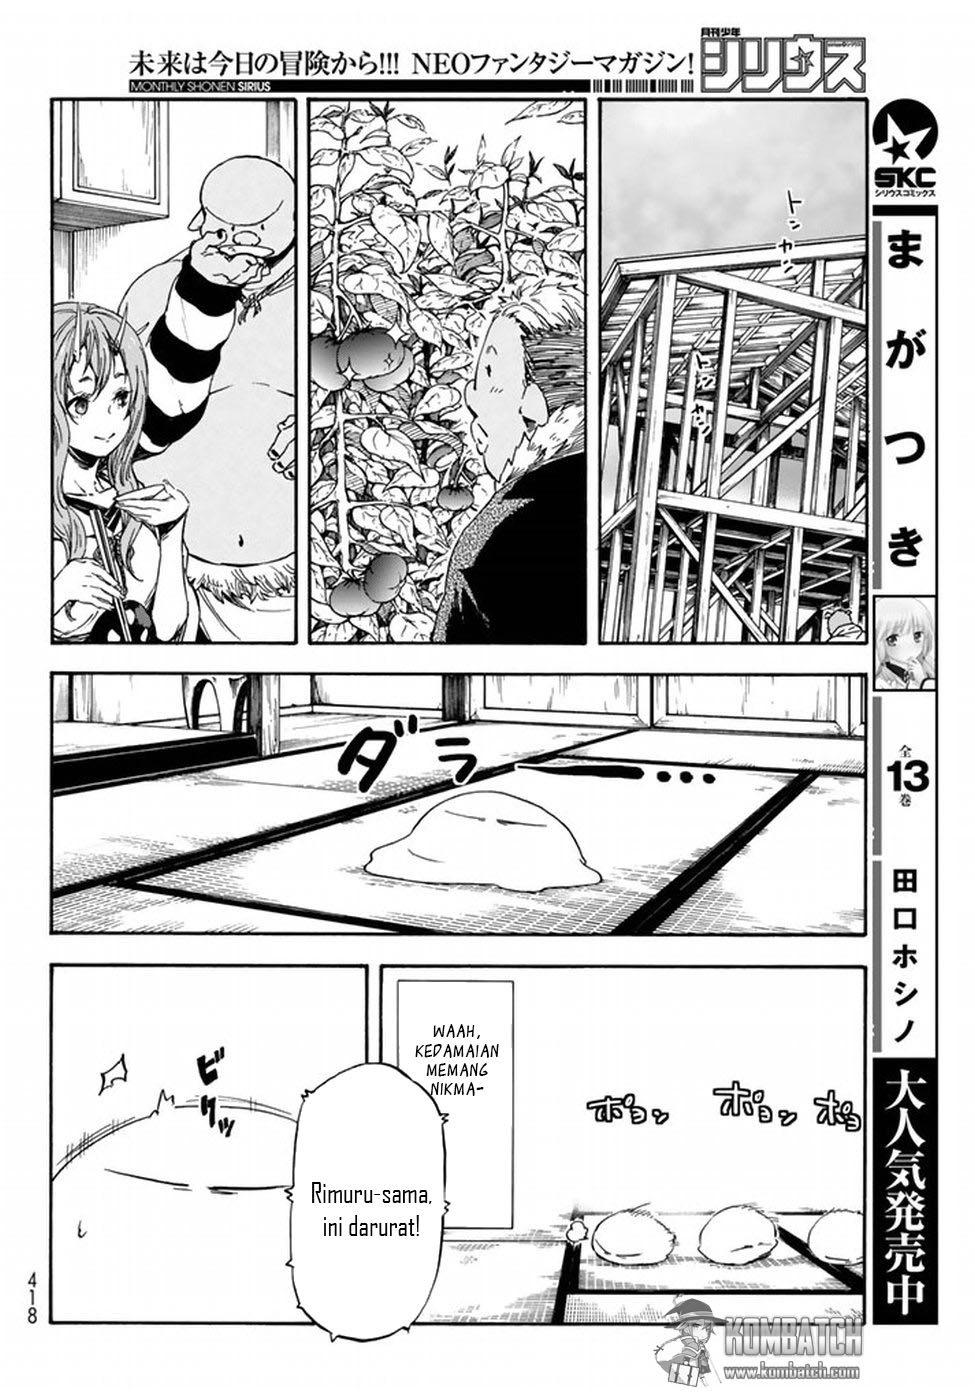 未来は今日の冒険から!!! NEOファンタジーマガジン!
月刊少年
シリウス
MONTHLY SHONEN SIRIUS
SKC
シリウスコミックス
まがつき
全13巻
田口ホシノ
大人気発売中
トン
カン
トン
カン
ダラー…
WAAH,
KEDAMAIAN
MEMANG
NIKMA-
ポヨン
ポヨン
ポヨ
ビクッ
Rimuru-sama,
ini darurat!
418
KOMBATCH
www.kombatch.com